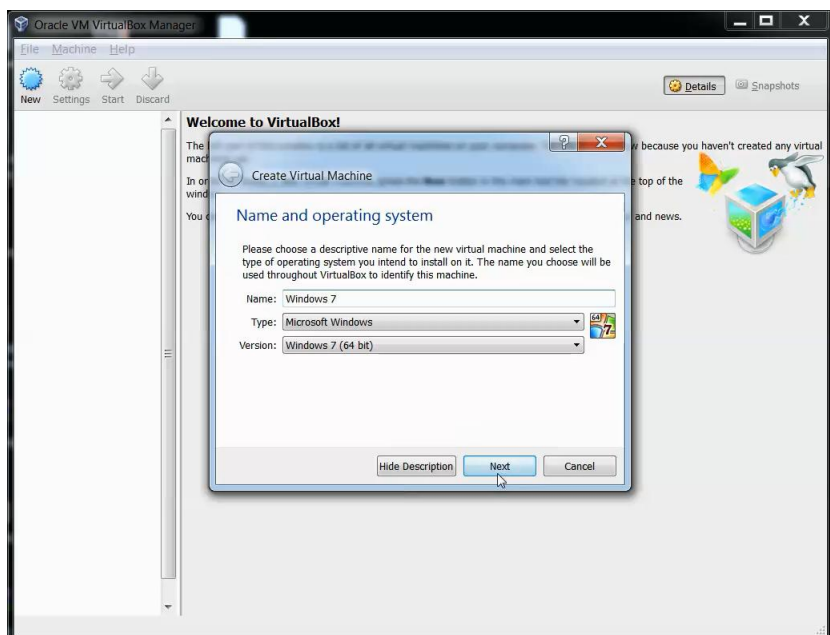 Oracle VM VirtualBox Manager
File Machine Help
New Settings Start Discard
Details Snapshots
Welcome to VirtualBox!
The w because you haven't created any virtual
mach
In or top of the
wind
You c and news.
Create Virtual Machine
Name and operating system
Please choose a descriptive name for the new virtual machine and select the
type of operating system you intend to install on it. The name you choose will be
used throughout VirtualBox to identify this machine.
Name: Windows 7
Type: Microsoft Windows
64
7
Version: Windows 7 (64 bit)
Hide Description Next Cancel